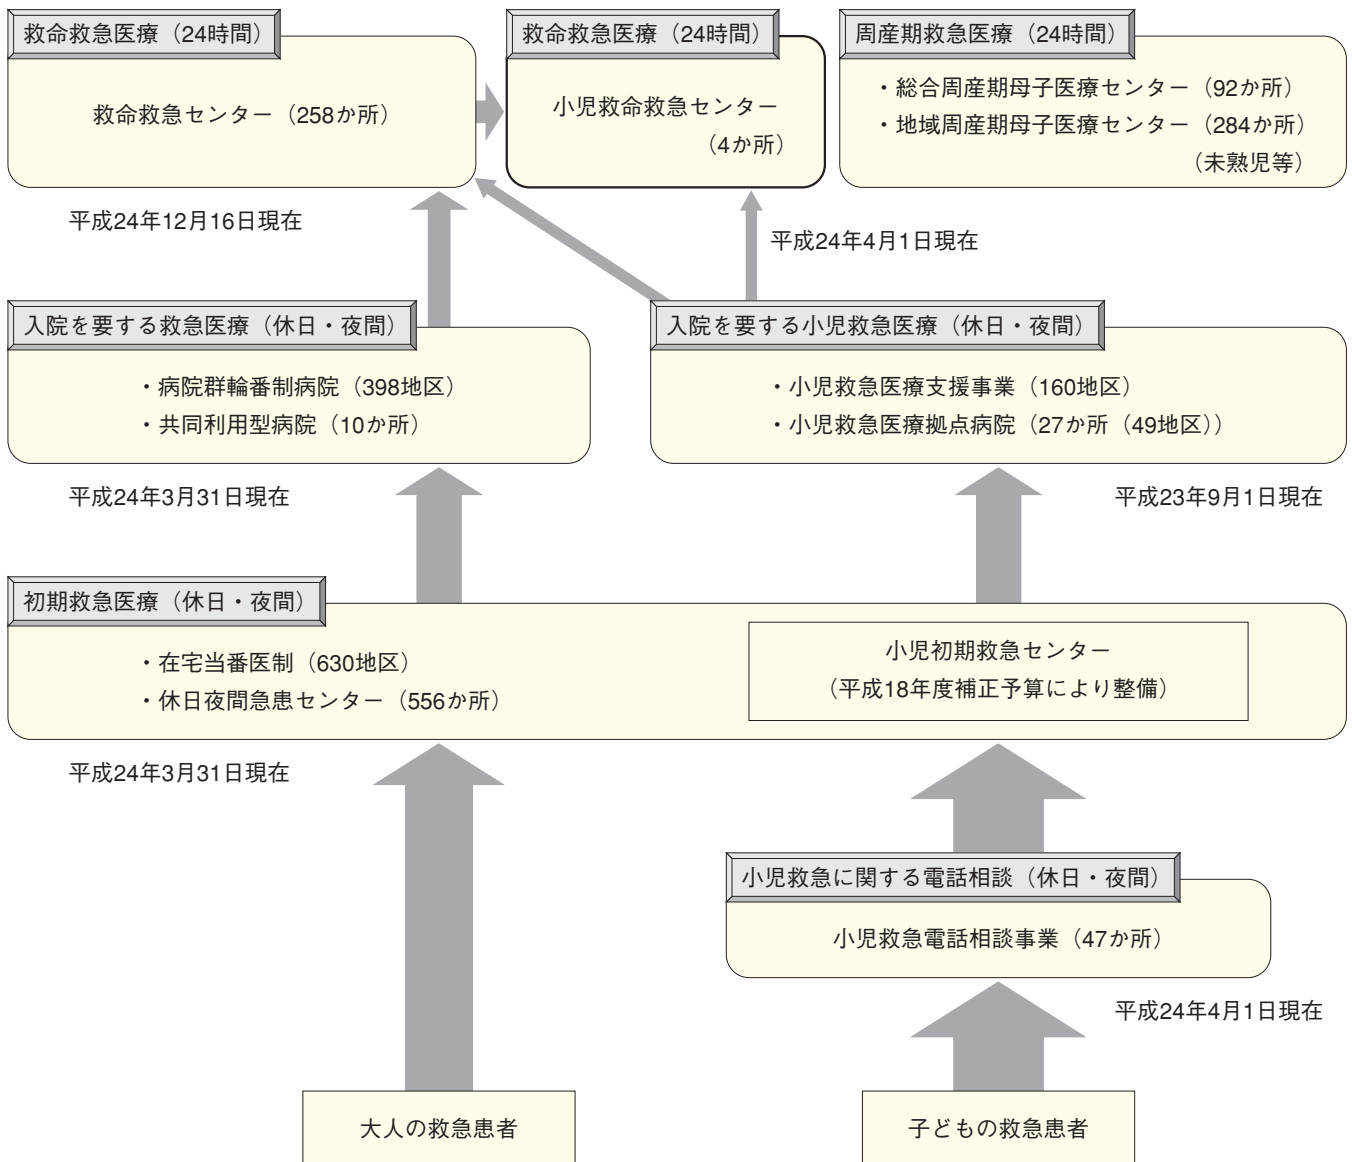 救命救急医療（24時間）
救命救急センター（258か所）
平成24年12月16日現在
救命救急医療（24時間）
小児救命救急センター
（4か所）
平成24年4月1日現在
周産期救急医療（24時間）
・総合周産期母子医療センター（92か所）
・地域周産期母子医療センター（284か所）
（未熟児等）
入院を要する救急医療（休日・夜間）
・病院群輪番制病院（398地区）
・共同利用型病院（10か所）
平成24年3月31日現在
入院を要する小児救急医療（休日・夜間）
・小児救急医療支援事業（160地区）
・小児救急医療拠点病院（27か所（49地区））
平成23年9月1日現在
初期救急医療（休日・夜間）
・在宅当番医制（630地区）
・休日夜間急患センター（556か所）
小児初期救急センター
（平成18年度補正予算により整備）
平成24年3月31日現在
小児救急に関する電話相談（休日・夜間）
小児救急電話相談事業（47か所）
平成24年4月1日現在
大人の救急患者
子どもの救急患者